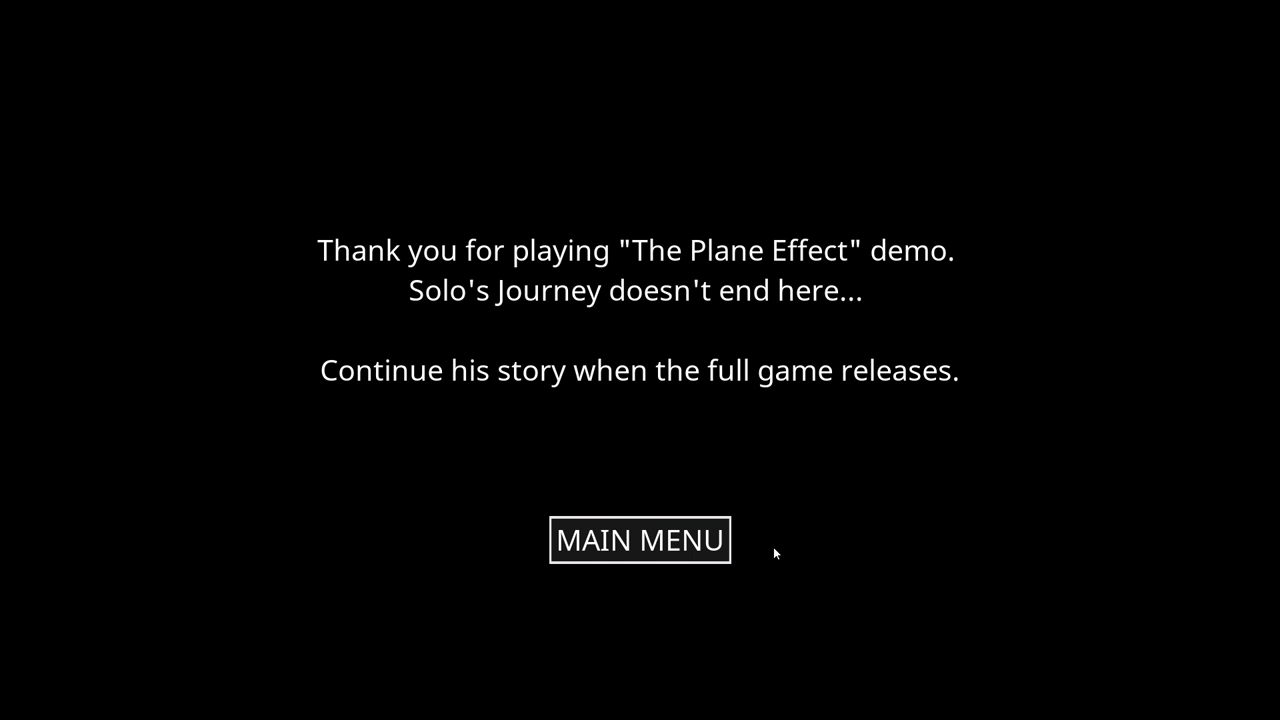 Thank you for playing "The Plane Effect" demo.
Solo's Journey doesn't end here...
Continue his story when the full game releases.
MAIN MENU